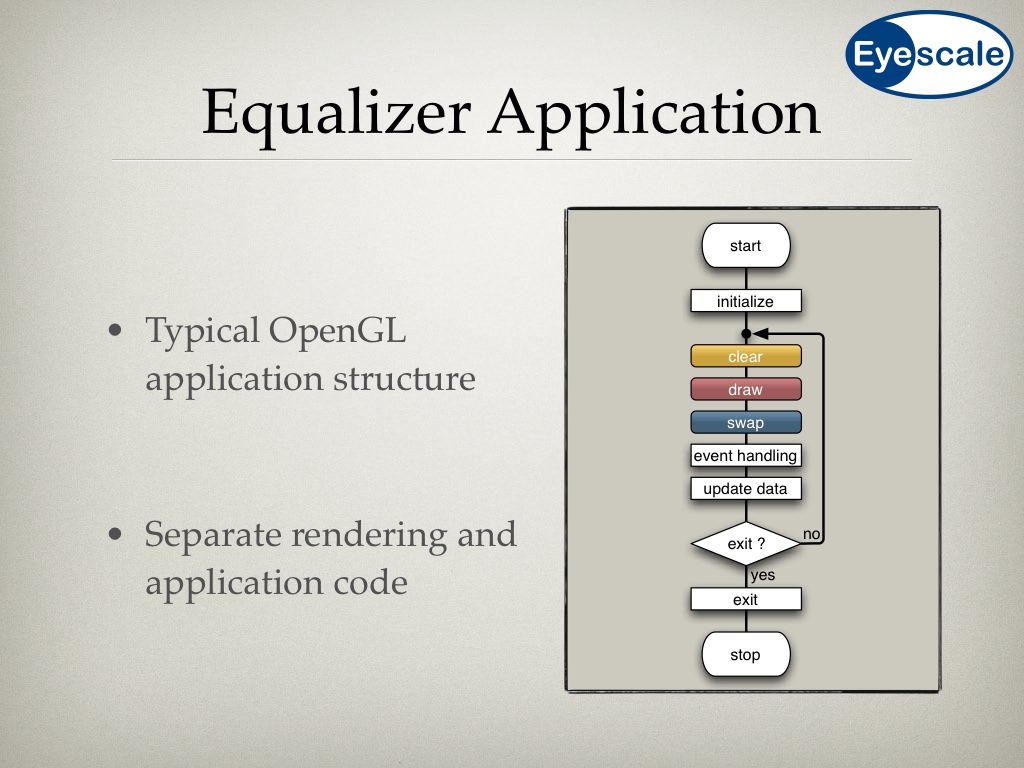 Eyescale
Equalizer Application
• Typical OpenGL
application structure
• Separate rendering and
application code
start
initialize
clear
draw
swap
event handling
update data
exit ?
no
yes
exit
stop